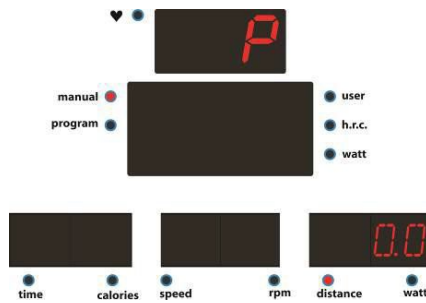 ♥
P
manual
user
program
h.r.c.
watt
0.0
time
calories
speed
rpm
distance
watt